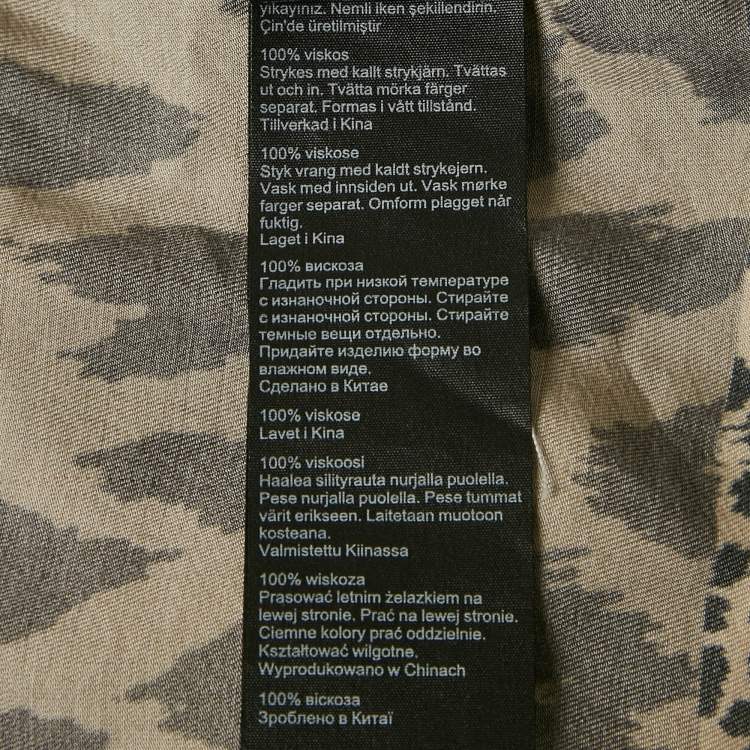 yıkayınız. Nemli iken şekillendirin.
Çin'de üretilmiştir
100% viskos
Strykes med kallt strykjärn. Tvättas
ut och in. Tvätta mörka färger
separat. Formas i vått tillstånd.
Tillverkad i Kina
100% viskose
Styk vrang med kaldt strykejern.
Vask med innsiden ut. Vask mørke
farger separat. Omform plagget når
fuktig.
Laget i Kina
100% вискоза
Гладить при низкой температуре
с изнаночной стороны. Стирайте
с изнаночной стороны. Стирайте
темные вещи отдельно.
Придайте изделию форму во
влажном виде.
Сделано в Китае
100% viskose
Lavet i Kina
100% viskoosi
Haalea silityrauta nurjalla puolella.
Pese nurjalla puolella. Pese tummat
värit erikseen. Laitetaan muotoon
kosteana.
Valmistettu Kiinassa
100% wiskoza
Prasować letnim żelazkiem na
lewej stronie. Prać na lewej stronie.
Ciemne kolory prać oddzielnie.
Kształtować wilgotne.
Wyprodukowano w Chinach
100% віскоза
Зроблено в Китаї